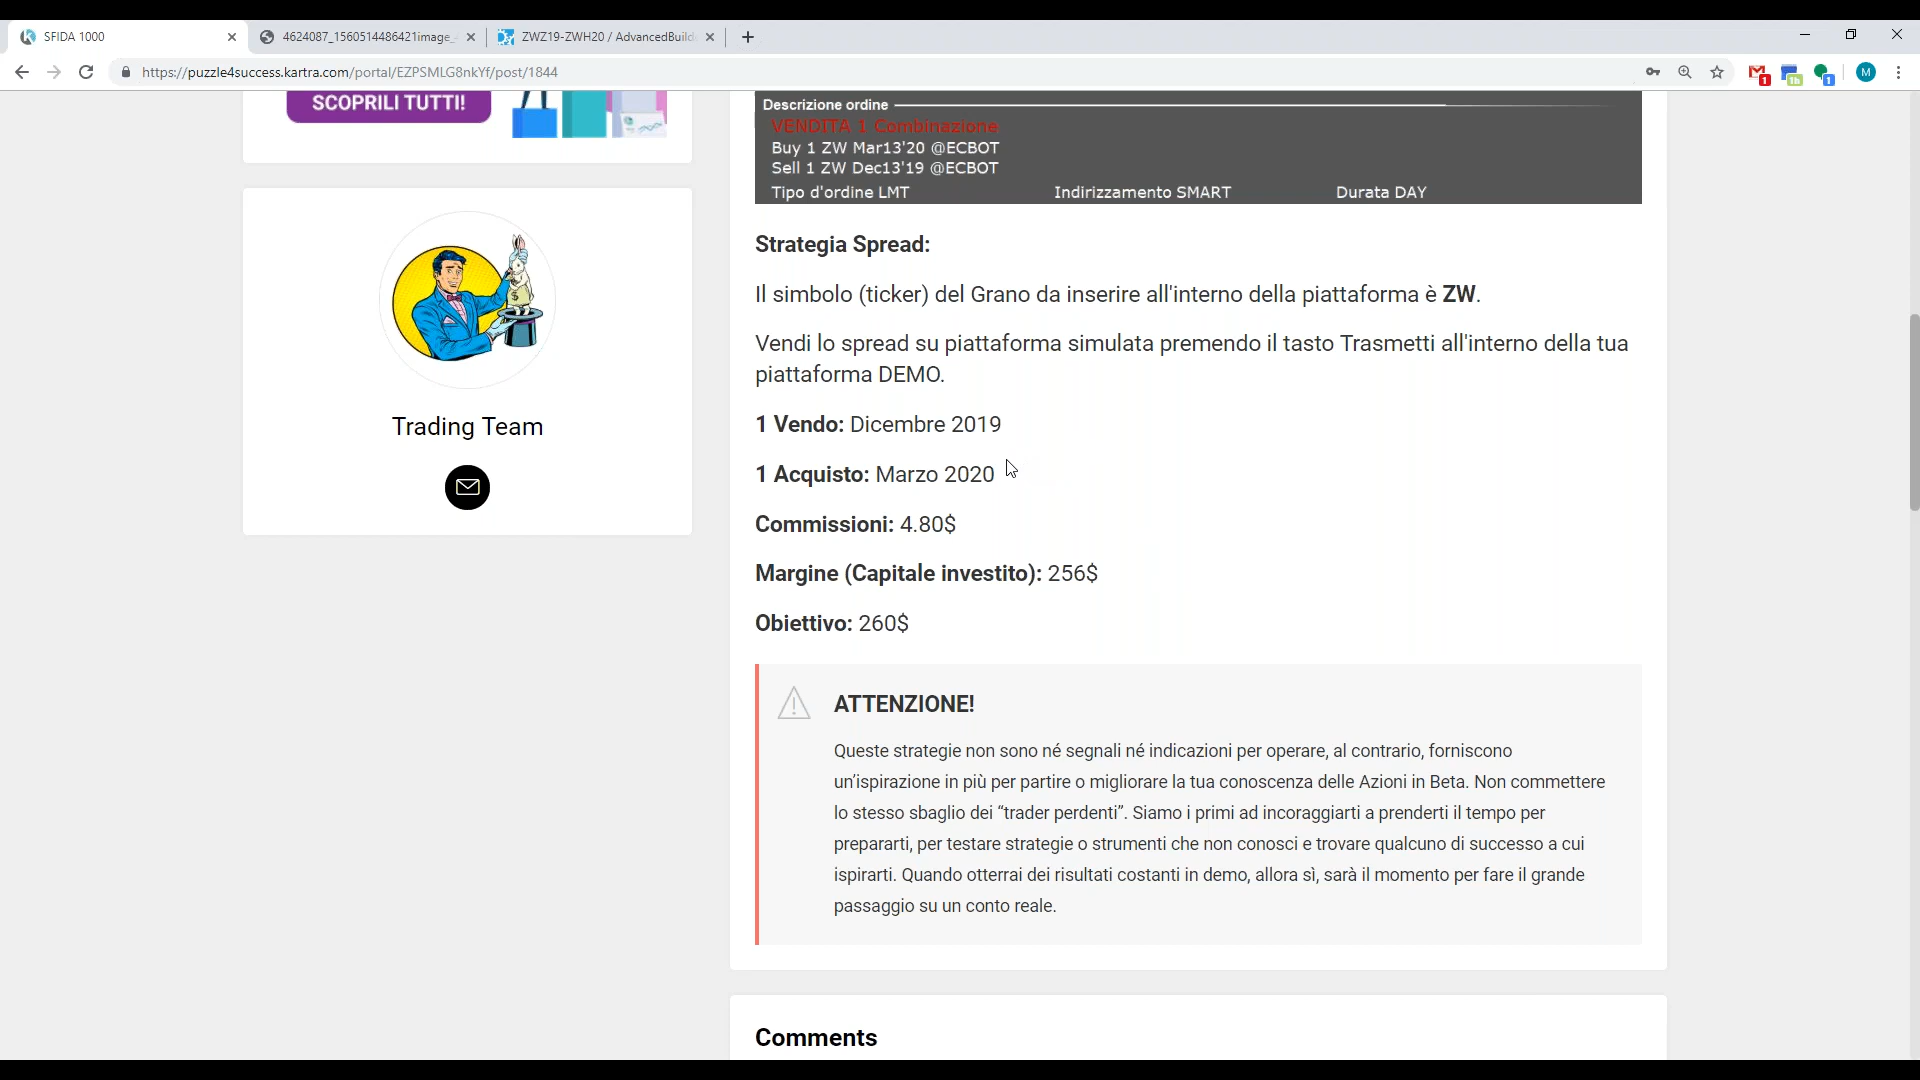 SFIDA 1000
4624087_1560514486421image_
ZWZ19-ZWH20 / AdvancedBuild
https://puzzle4success.kartra.com/portal/EZPSMLG8nkYf/post/1844
1
1h
1
M
SCOPRILI TUTTI!
Descrizione ordine
VENDITA 1 Combinazione
Buy 1 ZW Mar13'20 @ECBOT
Sell 1 ZW Dec13'19 @ECBOT
Tipo d'ordine LMT Indirizzamento SMART Durata DAY
Trading Team
Strategia Spread:
Il simbolo (ticker) del Grano da inserire all'interno della piattaforma è ZW.
Vendi lo spread su piattaforma simulata premendo il tasto Trasmetti all'interno della tua
piattaforma DEMO.
1 Vendo: Dicembre 2019
1 Acquisto: Marzo 2020
Commissioni: 4.80$
Margine (Capitale investito): 256$
Obiettivo: 260$
ATTENZIONE!
Queste strategie non sono né segnali né indicazioni per operare, al contrario, forniscono
un'ispirazione in più per partire o migliorare la tua conoscenza delle Azioni in Beta. Non commettere
lo stesso sbaglio dei “trader perdenti”. Siamo i primi ad incoraggiarti a prenderti il tempo per
prepararti, per testare strategie o strumenti che non conosci e trovare qualcuno di successo a cui
ispirarti. Quando otterrai dei risultati costanti in demo, allora sì, sarà il momento per fare il grande
passaggio su un conto reale.
Comments